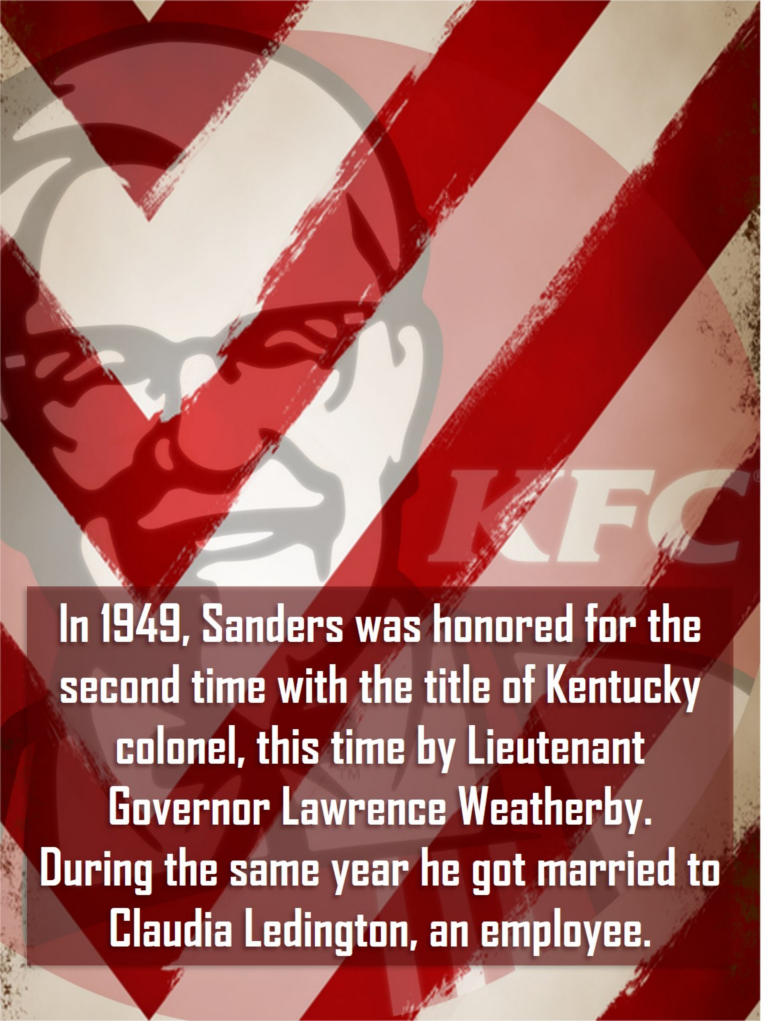 KFC
In 1949, Sanders was honored for the
second time with the title of Kentucky
colonel, this time by Lieutenant
Governor Lawrence Weatherby.
During the same year he got married to
Claudia Ledington, an employee.